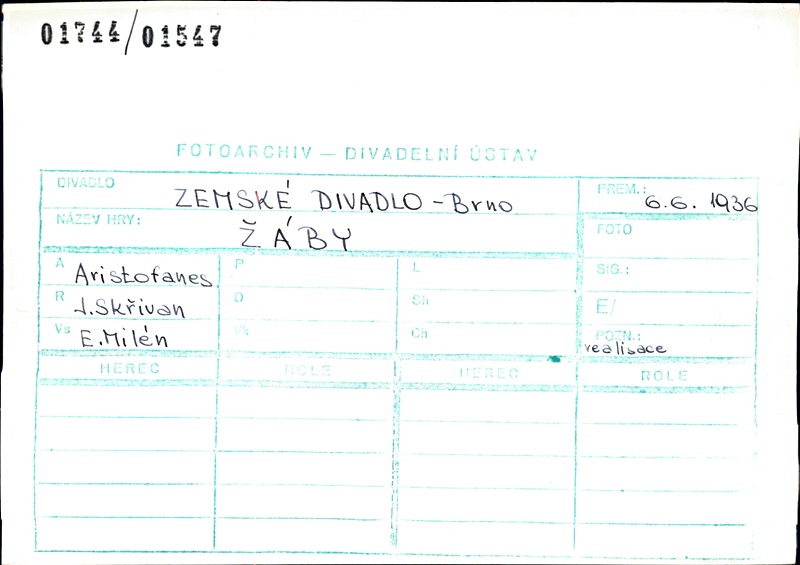 01744/01547
FOTOARCHIV — DIVADELNÍ ÚSTAV
DIVADLO ZEMSKÉ DIVADLO - Brno
PREM.: 6.6. 1936
NÁZEV HRY: ŽÁBY
FOTO
A Aristofanes P L SIG.:
R J.Skřivan D Sh E/
Vs E.Milén Vk Ch POZN.: realisace
HEREC ROLE HEREC ROLE